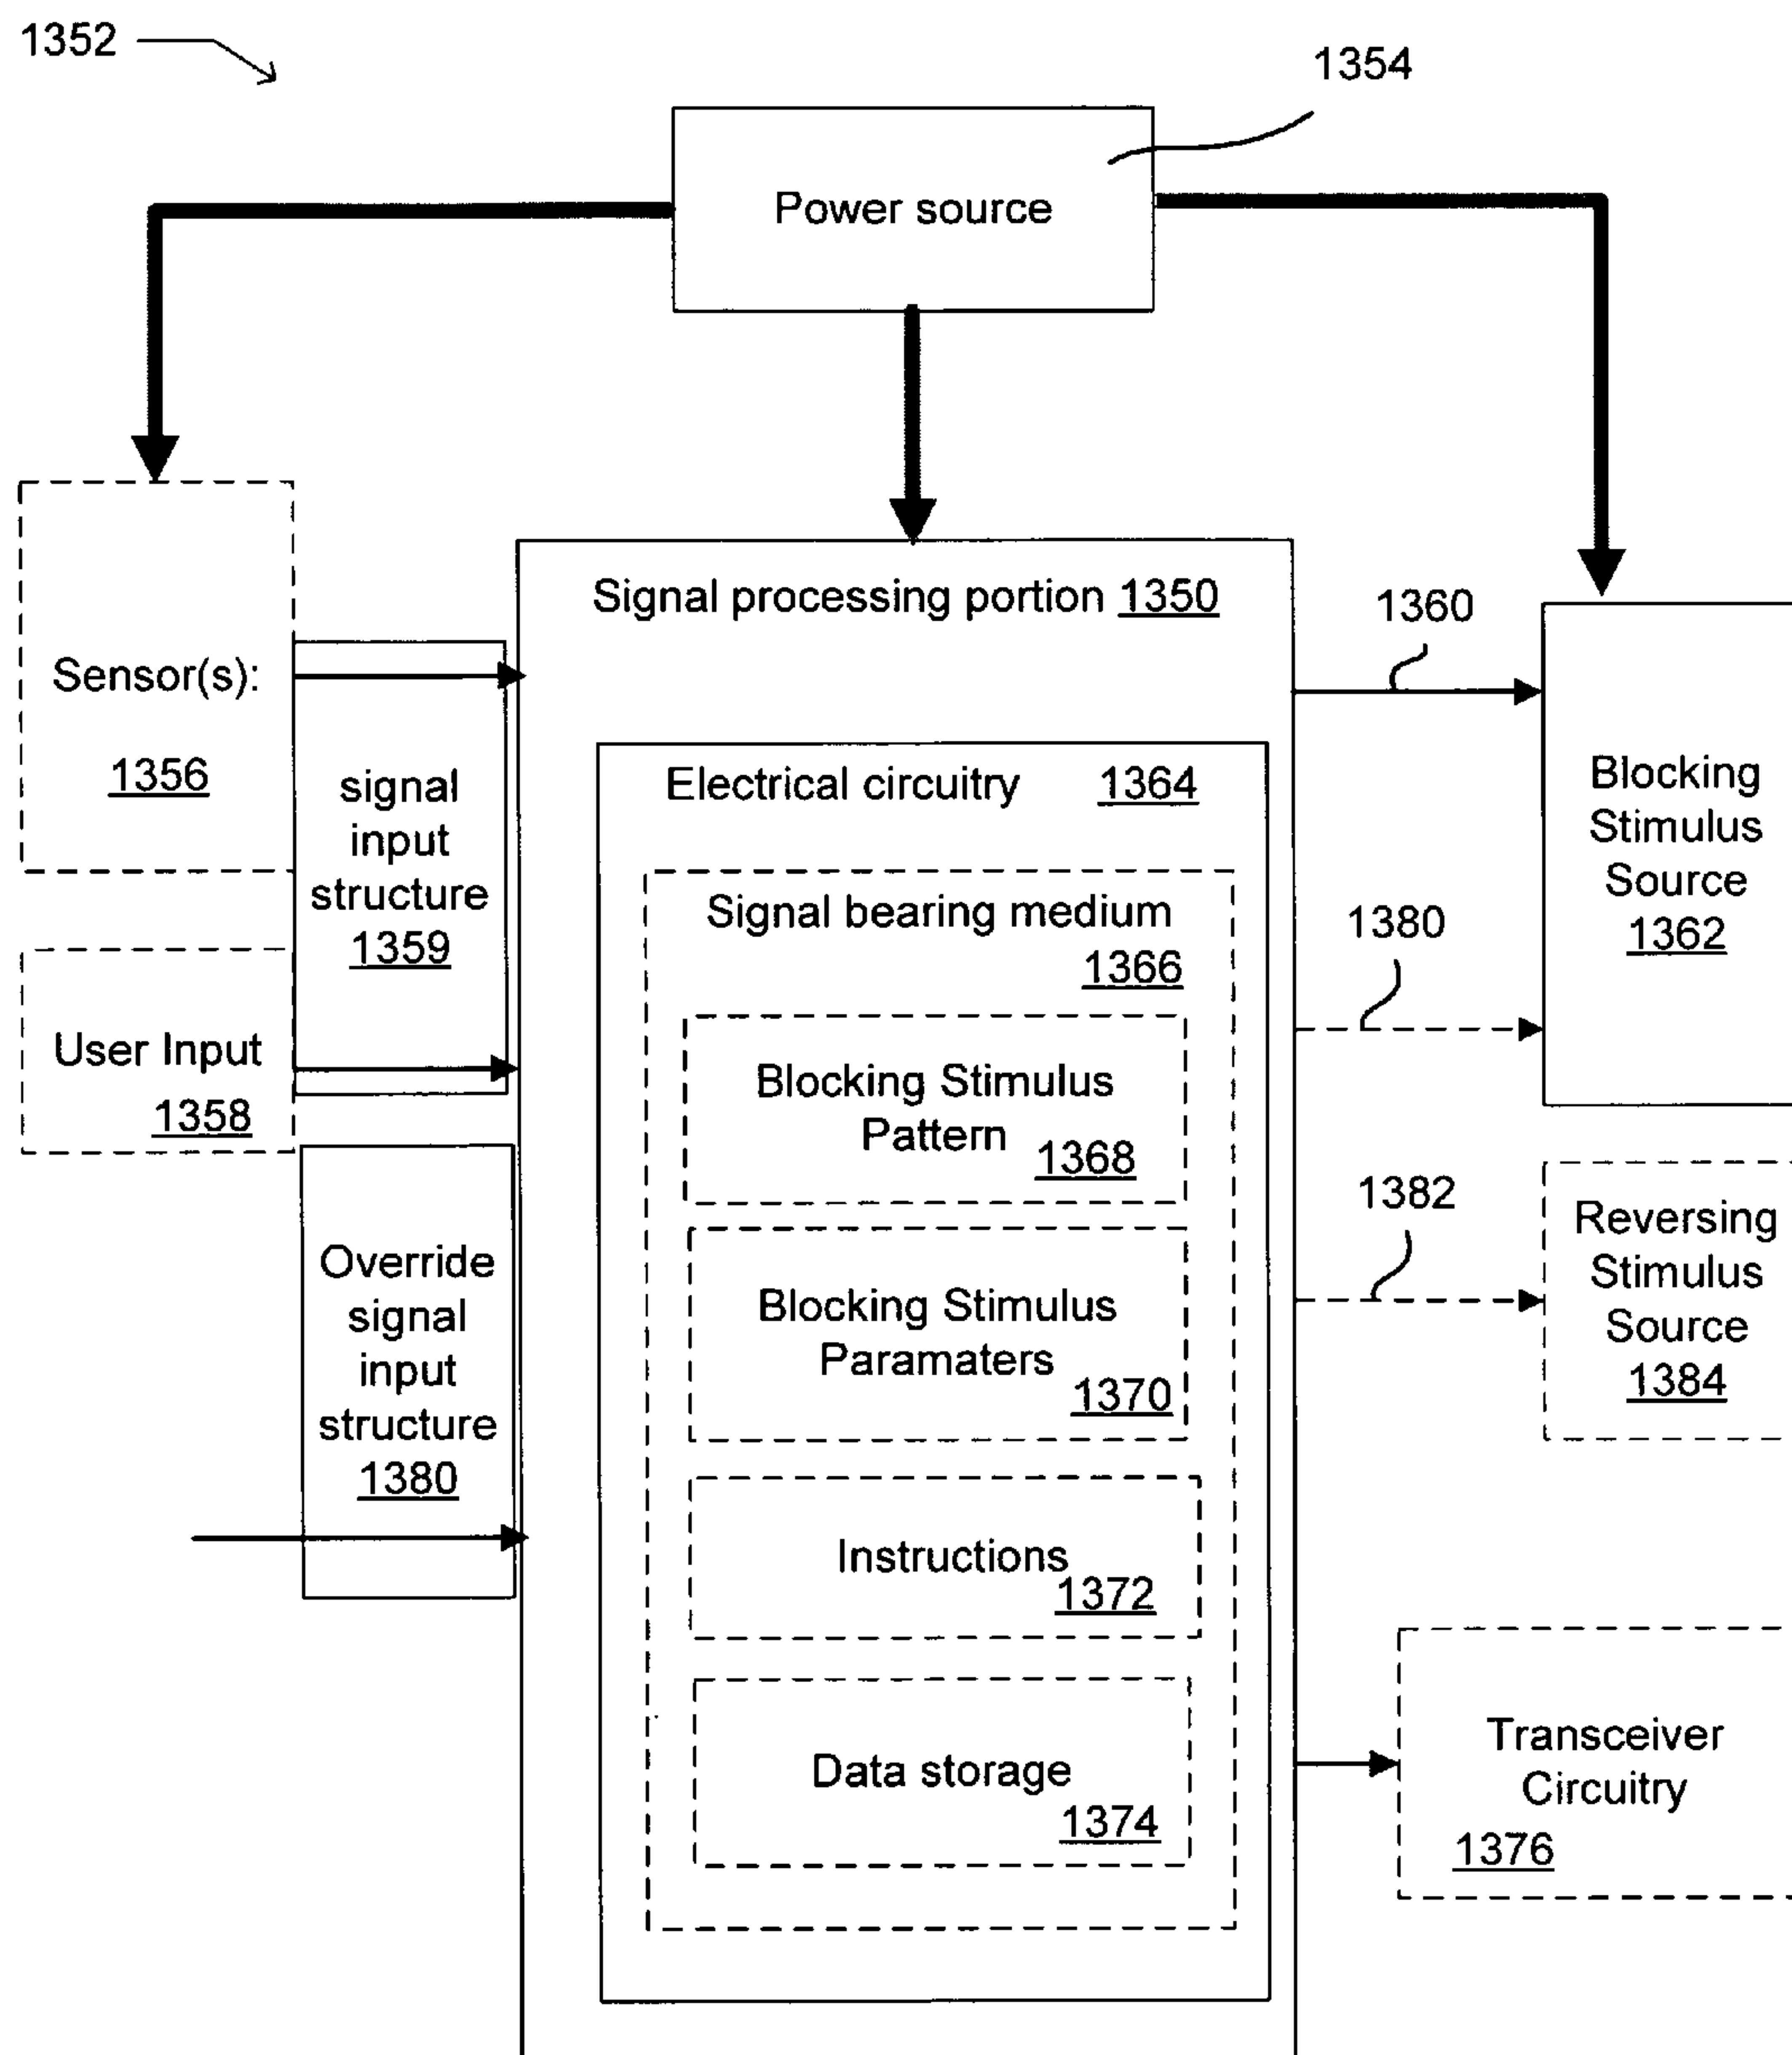 1352
1354
Power source
Signal processing portion 1350
1360
Sensor(s):
1356
signal
input
structure
1359
Electrical circuitry 1364
Blocking
Stimulus
Source
1362
Signal bearing medium
1366
1380
User Input
1358
Blocking Stimulus
Pattern
1368
1382
Reversing
Stimulus
Source
1384
Override
signal
input
structure
1380
Blocking Stimulus
Paramaters
1370
Instructions
1372
Data storage
1374
Transceiver
Circuitry
1376